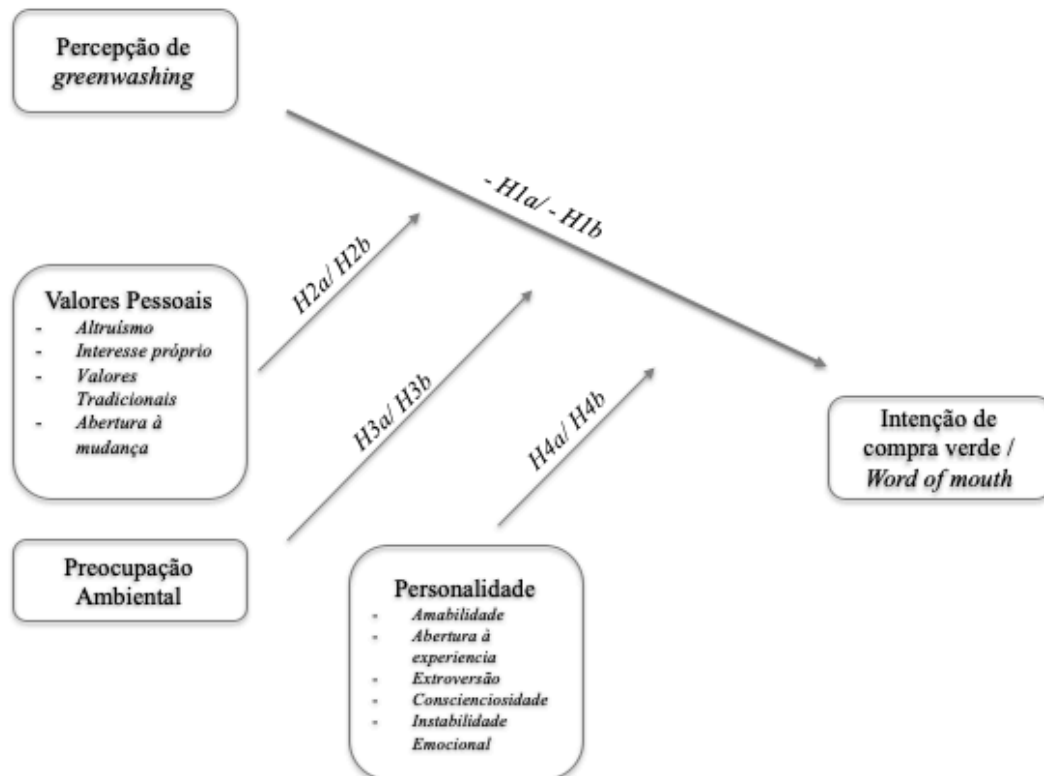 Percepção de
greenwashing
- H1a/ - H1b
H2a/ H2b
Valores Pessoais
- Altruísmo
- Interesse próprio
- Valores
Tradicionais
- Abertura à
mudança
H3a/ H3b
H4a/ H4b
Intenção de
compra verde /
Word of mouth
Preocupação
Ambiental
Personalidade
- Amabilidade
- Abertura à
experiencia
- Extroversão
- Conscienciosidade
- Instabilidade
Emocional